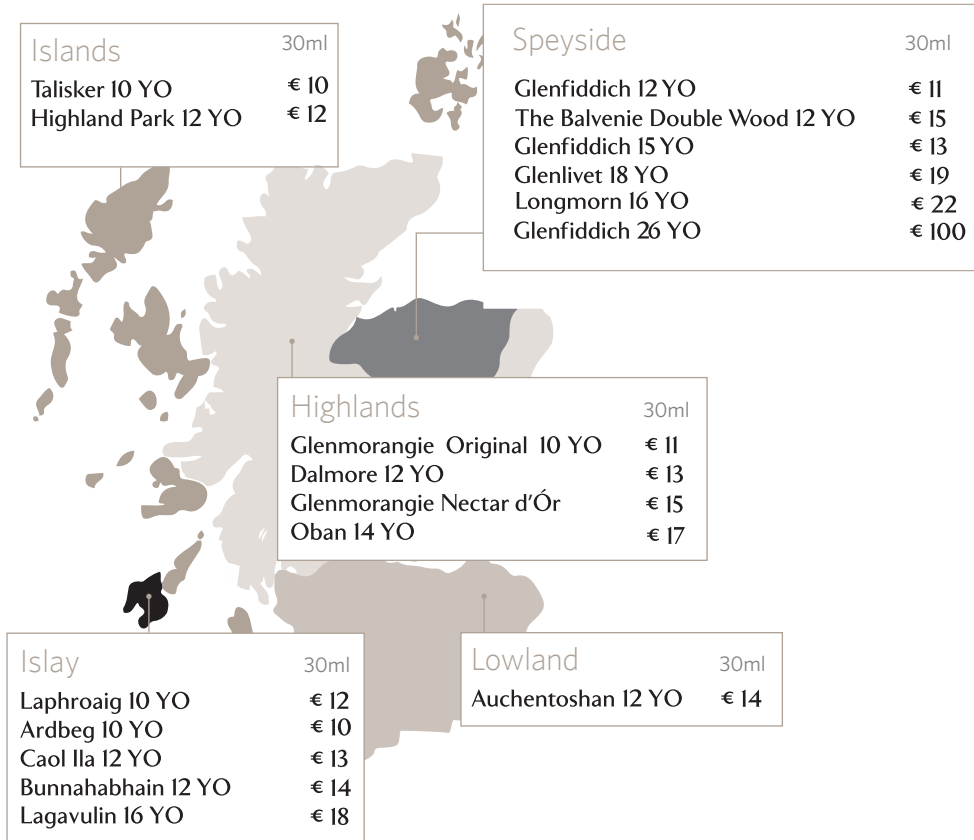 Islands 30ml
Talisker 10 YO € 10
Highland Park 12 YO € 12
Speyside 30ml
Glenfiddich 12 YO € 11
The Balvenie Double Wood 12 YO € 15
Glenfiddich 15 YO € 13
Glenlivet 18 YO € 19
Longmorn 16 YO € 22
Glenfiddich 26 YO € 100
Highlands 30ml
Glenmorangie Original 10 YO € 11
Dalmore 12 YO € 13
Glenmorangie Nectar d'Ór € 15
Oban 14 YO € 17
Islay 30ml
Laphroaig 10 YO € 12
Ardbeg 10 YO € 10
Caol Ila 12 YO € 13
Bunnahabhain 12 YO € 14
Lagavulin 16 YO € 18
Lowland 30ml
Auchentoshan 12 YO € 14